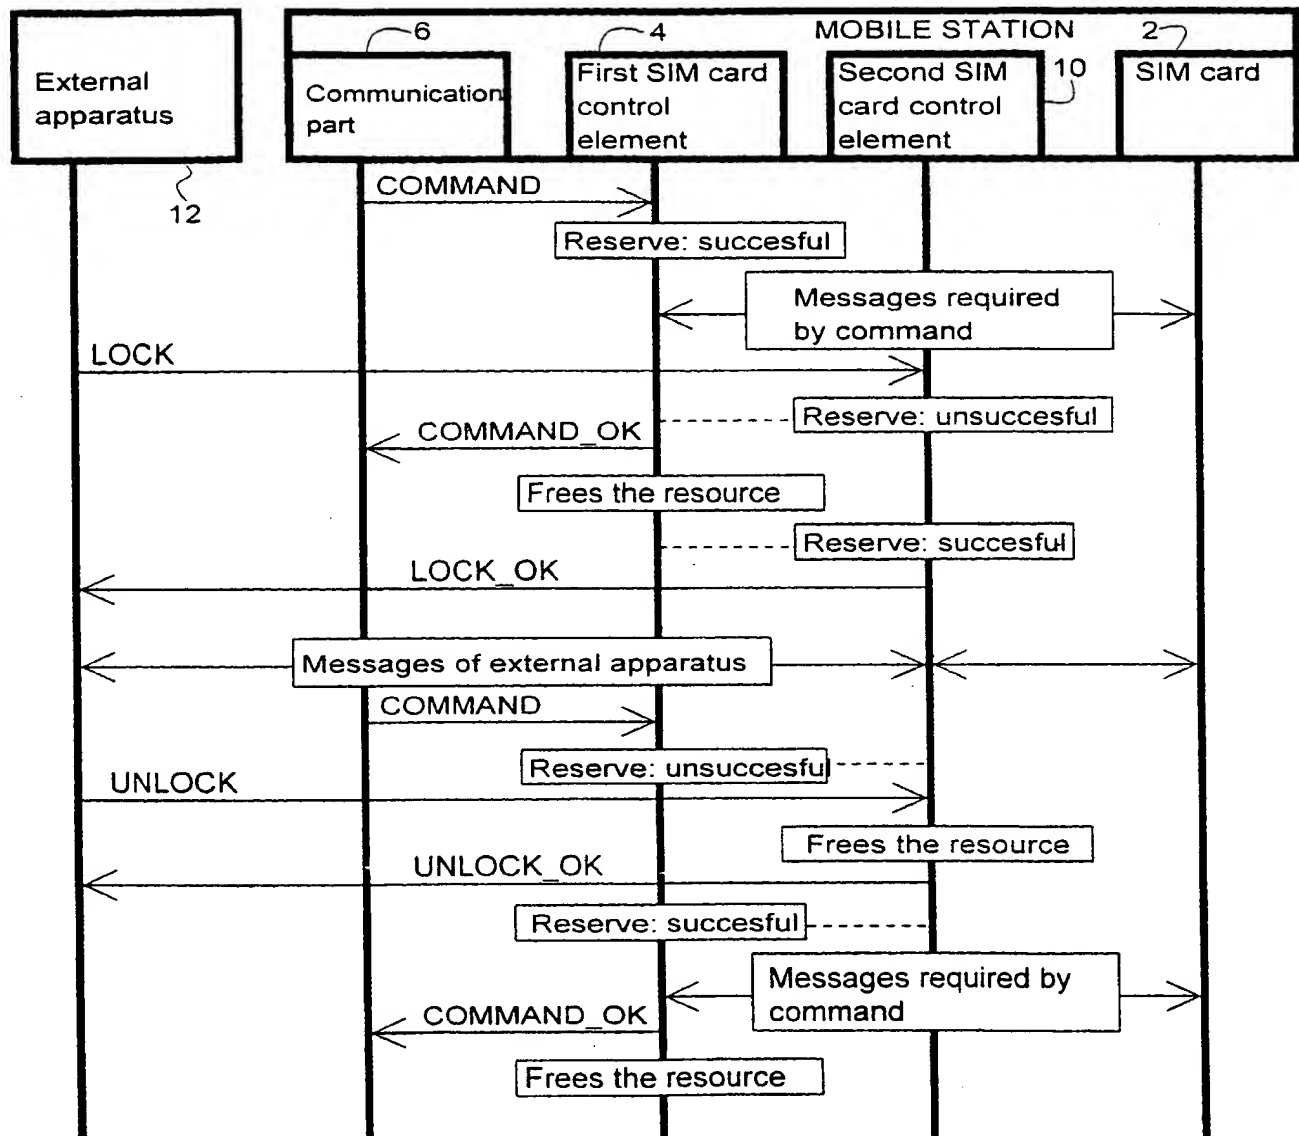 MOBILE STATION
6
4
2
10
External
apparatus
Communication
part
First SIM card
control
element
Second SIM
card control
element
SIM card
12
COMMAND
Reserve: succesful
Messages required
by command
LOCK
Reserve: unsuccesful
COMMAND_OK
Frees the resource
Reserve: succesful
LOCK_OK
Messages of external apparatus
COMMAND
Reserve: unsuccesful
UNLOCK
Frees the resource
UNLOCK_OK
Reserve: succesful
Messages required by
command
COMMAND_OK
Frees the resource